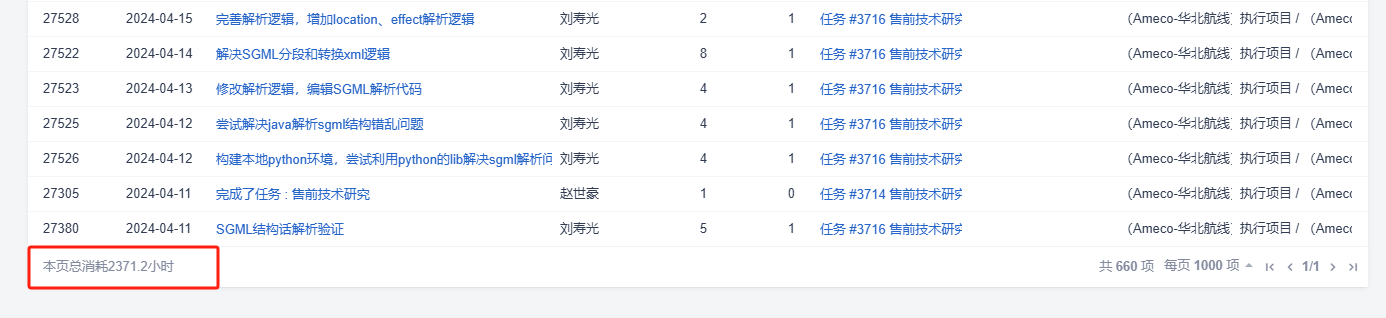 27528 2024-04-15 完善解析逻辑，增加location、effect解析逻辑 刘寿光 2 1 任务 #3716 售前技术研究 （Ameco-华北航线） 执行项目 / （Ameco
27522 2024-04-14 解决SGML分段和转换xml逻辑 刘寿光 8 1 任务 #3716 售前技术研究 （Ameco-华北航线） 执行项目 / （Ameco
27523 2024-04-13 修改解析逻辑，编辑SGML解析代码 刘寿光 4 1 任务 #3716 售前技术研究 （Ameco-华北航线） 执行项目 / （Ameco
27525 2024-04-12 尝试解决java解析sgml结构错乱问题 刘寿光 4 1 任务 #3716 售前技术研究 （Ameco-华北航线） 执行项目 / （Ameco
27526 2024-04-12 构建本地python环境，尝试利用python的lib解决sgml解析问 刘寿光 4 1 任务 #3716 售前技术研究 （Ameco-华北航线） 执行项目 / （Ameco
27305 2024-04-11 完成了任务 : 售前技术研究 赵世豪 1 0 任务 #3714 售前技术研究 （Ameco-华北航线） 执行项目 / （Ameco
27380 2024-04-11 SGML结构话解析验证 刘寿光 5 1 任务 #3716 售前技术研究 （Ameco-华北航线） 执行项目 / （Ameco
本页总消耗2371.2小时 共 660 项 每页 1000 项 1/1